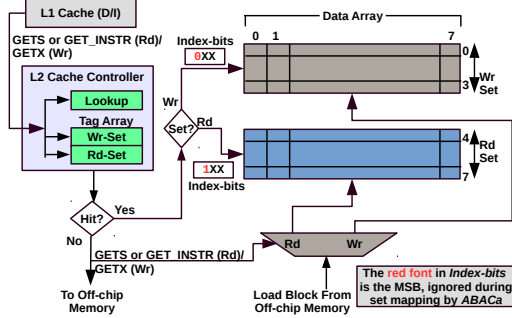 L1 Cache (D/I)
GETS or GET_INSTR (Rd)/
GETX (Wr)
L2 Cache Controller
Lookup
Tag Array
Wr-Set
Rd-Set
Hit?
Yes
No
GETS or GET_INSTR (Rd)/
GETX (Wr)
To Off-chip
Memory
Index-bits
0XX
Wr
Set?
Rd
1XX
Index-bits
Data Array
0 1 7
0
Wr
Set
3
4
Rd
Set
7
Rd Wr
Load Block From
Off-chip Memory
The red font in Index-bits
is the MSB, ignored during
set mapping by ABACa